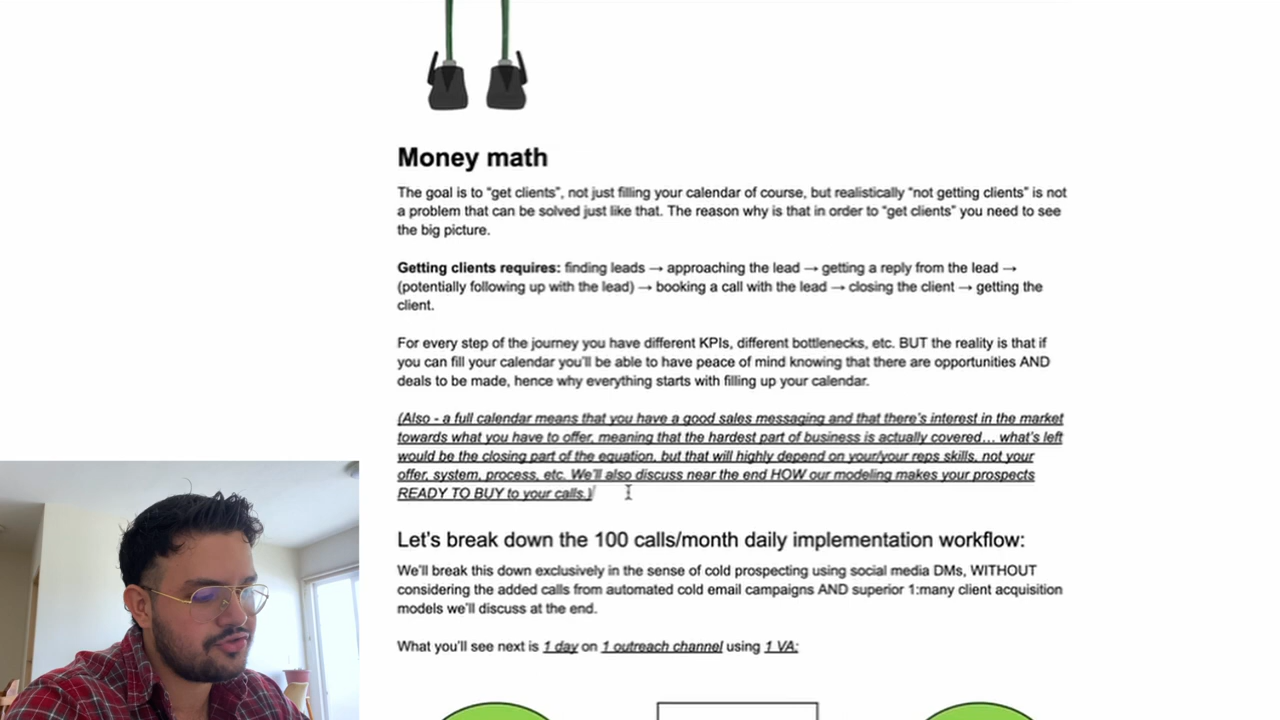 Money math
The goal is to “get clients”, not just filling your calendar of course, but realistically “not getting clients” is not
a problem that can be solved just like that. The reason why is that in order to “get clients” you need to see
the big picture.
Getting clients requires: finding leads → approaching the lead → getting a reply from the lead →
(potentially following up with the lead) → booking a call with the lead → closing the client → getting the
client.
For every step of the journey you have different KPIs, different bottlenecks, etc. BUT the reality is that if
you can fill your calendar you’ll be able to have peace of mind knowing that there are opportunities AND
deals to be made, hence why everything starts with filling up your calendar.
(Also - a full calendar means that you have a good sales messaging and that there’s interest in the market
towards what you have to offer, meaning that the hardest part of business is actually covered… what’s left
would be the closing part of the equation, but that will highly depend on your/your reps skills, not your
offer, system, process, etc. We’ll also discuss near the end HOW our modeling makes your prospects
READY TO BUY to your calls.)
Let’s break down the 100 calls/month daily implementation workflow:
We’ll break this down exclusively in the sense of cold prospecting using social media DMs, WITHOUT
considering the added calls from automated cold email campaigns AND superior 1:many client acquisition
models we’ll discuss at the end.
What you’ll see next is 1 day on 1 outreach channel using 1 VA: